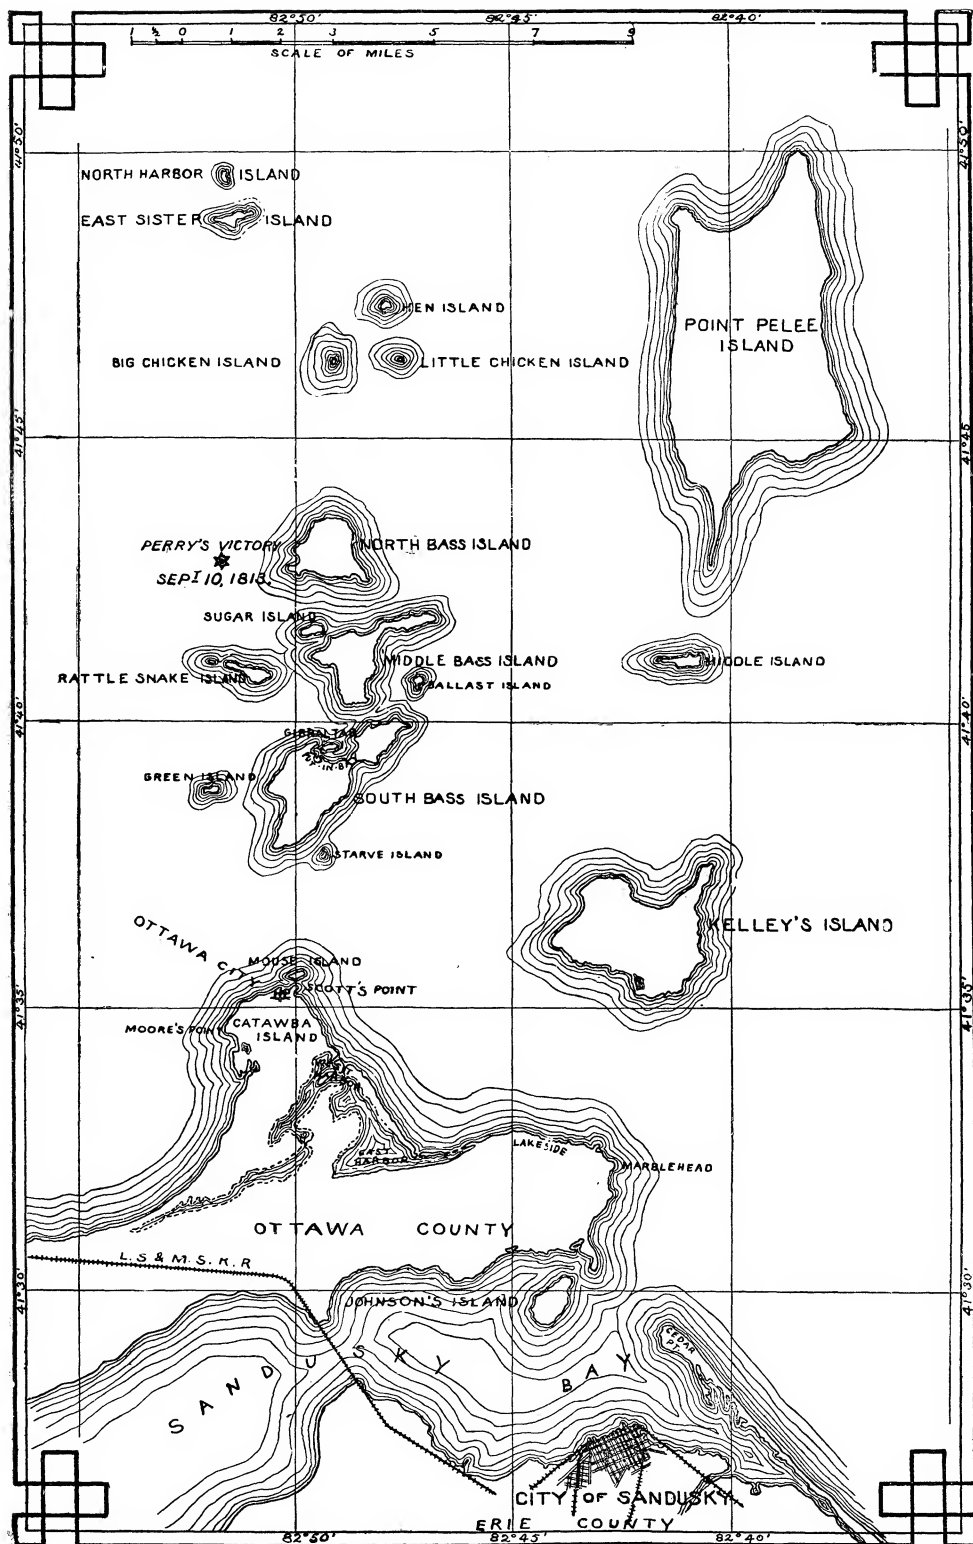 82°50' 82°45' 82°40'
1 ½ 0 1 2 3 5 7 9
SCALE OF MILES
41°50' 41°50'
NORTH HARBOR ISLAND
EAST SISTER ISLAND
HEN ISLAND
POINT PELEE
ISLAND
BIG CHICKEN ISLAND
LITTLE CHICKEN ISLAND
41°45' 41°45'
PERRY'S VICTORY
SEPT 10, 1813.
NORTH BASS ISLAND
SUGAR ISLAND
MIDDLE BASS ISLAND
MIDDLE ISLAND
RATTLE SNAKE ISLAND
BALLAST ISLAND
41°40' 41°40'
GIBRALTAR
PUT-IN-BAY
GREEN ISLAND
SOUTH BASS ISLAND
STARVE ISLAND
KELLEY'S ISLAND
OTTAWA CITY
MOUSE ISLAND
SCOTT'S POINT
41°35' 41°35'
MOORE'S POINT
CATAWBA
ISLAND
WEST
HARBOR
EAST
HARBOR
LAKESIDE
MARBLEHEAD
OTTAWA COUNTY
L.S & M.S. R.R
41°30' 41°30'
JOHNSON'S ISLAND
CEDAR
PT.
SANDUSKY BAY
CITY OF SANDUSKY
ERIE COUNTY
82°50' 82°45' 82°40'